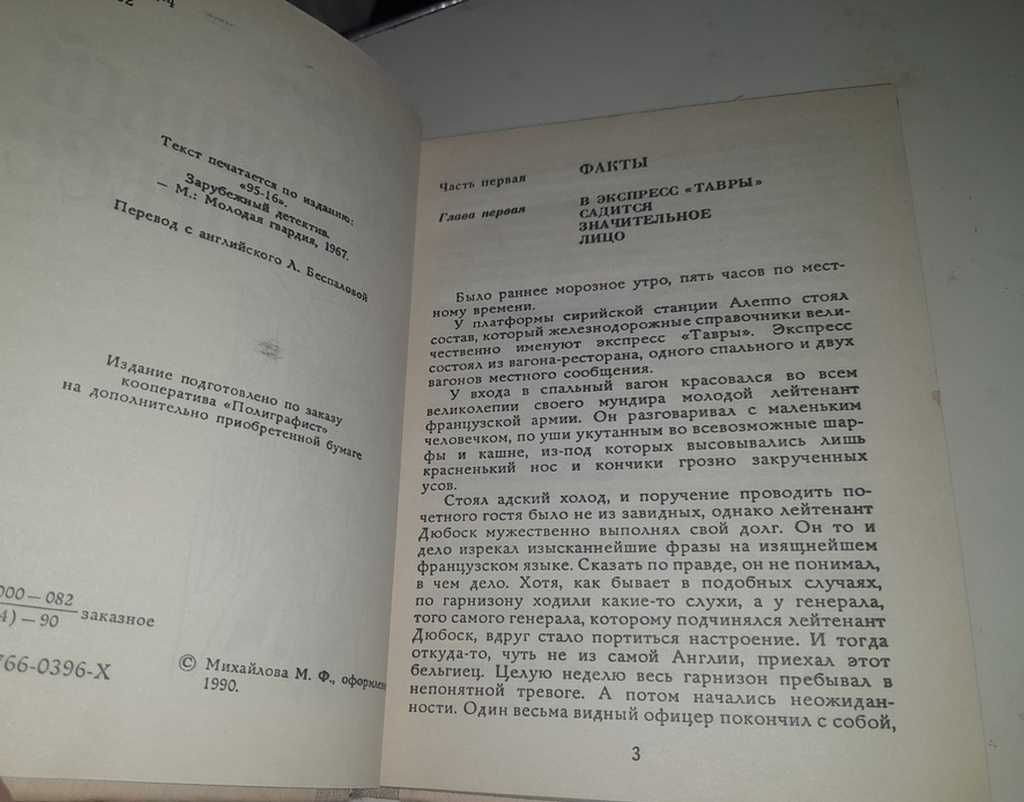 Текст печатается по изданию:
«95-16».
Зарубежный детектив.
— М.: Молодая гвардия, 1967.
Перевод с английского Л. Беспаловой
Издание подготовлено по заказу
кооператива «Полиграфист»
на дополнительно приобретенной бумаге
000—082
4)—90
заказное
766-0396-X
© Михайлова М. Ф., оформлен
1990.
Часть первая
ФАКТЫ
Глава первая
В ЭКСПРЕСС «ТАВРЫ»
САДИТСЯ
ЗНАЧИТЕЛЬНОЕ
ЛИЦО
Было раннее морозное утро, пять часов по мест-
ному времени.
У платформы сирийской станции Алеппо стоял
состав, который железнодорожные справочники вели-
чественно именуют экспресс «Тавры». Экспресс
состоял из вагона-ресторана, одного спального и двух
вагонов местного сообщения.
У входа в спальный вагон красовался во всем
великолепии своего мундира молодой лейтенант
французской армии. Он разговаривал с маленьким
человечком, по уши укутанным во всевозможные шар-
фы и кашне, из-под которых высовывались лишь
красненький нос и кончики грозно закрученных
усов.
Стоял адский холод, и поручение проводить по-
четного гостя было не из завидных, однако лейтенант
Дюбоск мужественно выполнял свой долг. Он то и
дело изрекал изысканнейшие фразы на изящнейшем
французском языке. Сказать по правде, он не понимал,
в чем дело. Хотя, как бывает в подобных случаях,
по гарнизону ходили какие-то слухи, а у генерала,
того самого генерала, которому подчинялся лейтенант
Дюбоск, вдруг стало портиться настроение. И тогда
откуда-то, чуть не из самой Англии, приехал этот
бельгиец. Целую неделю весь гарнизон пребывал в
непонятной тревоге. А потом начались неожидан-
ности. Один весьма видный офицер покончил с собой,
3